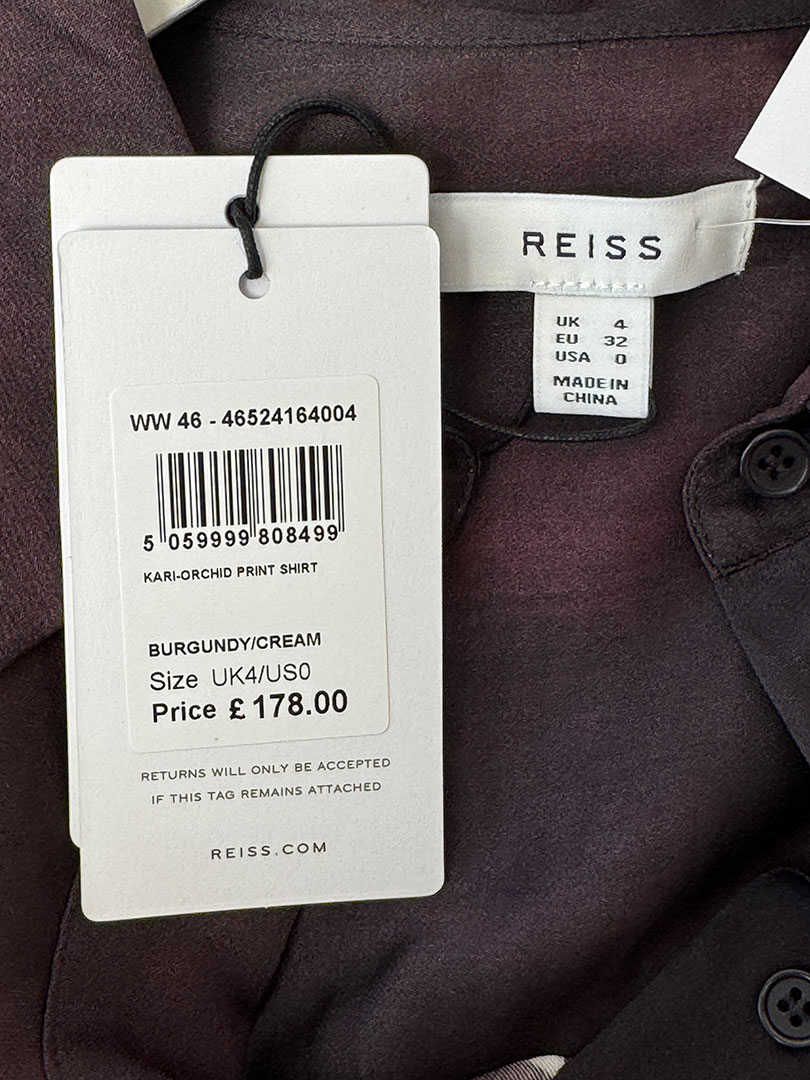 REISS
UK 4
EU 32
USA 0
MADE IN
CHINA
WW 46 - 46524164004
5 059999 808499
KARI-ORCHID PRINT SHIRT
BURGUNDY/CREAM
Size UK4/US0
Price £ 178.00
RETURNS WILL ONLY BE ACCEPTED
IF THIS TAG REMAINS ATTACHED
REISS.COM